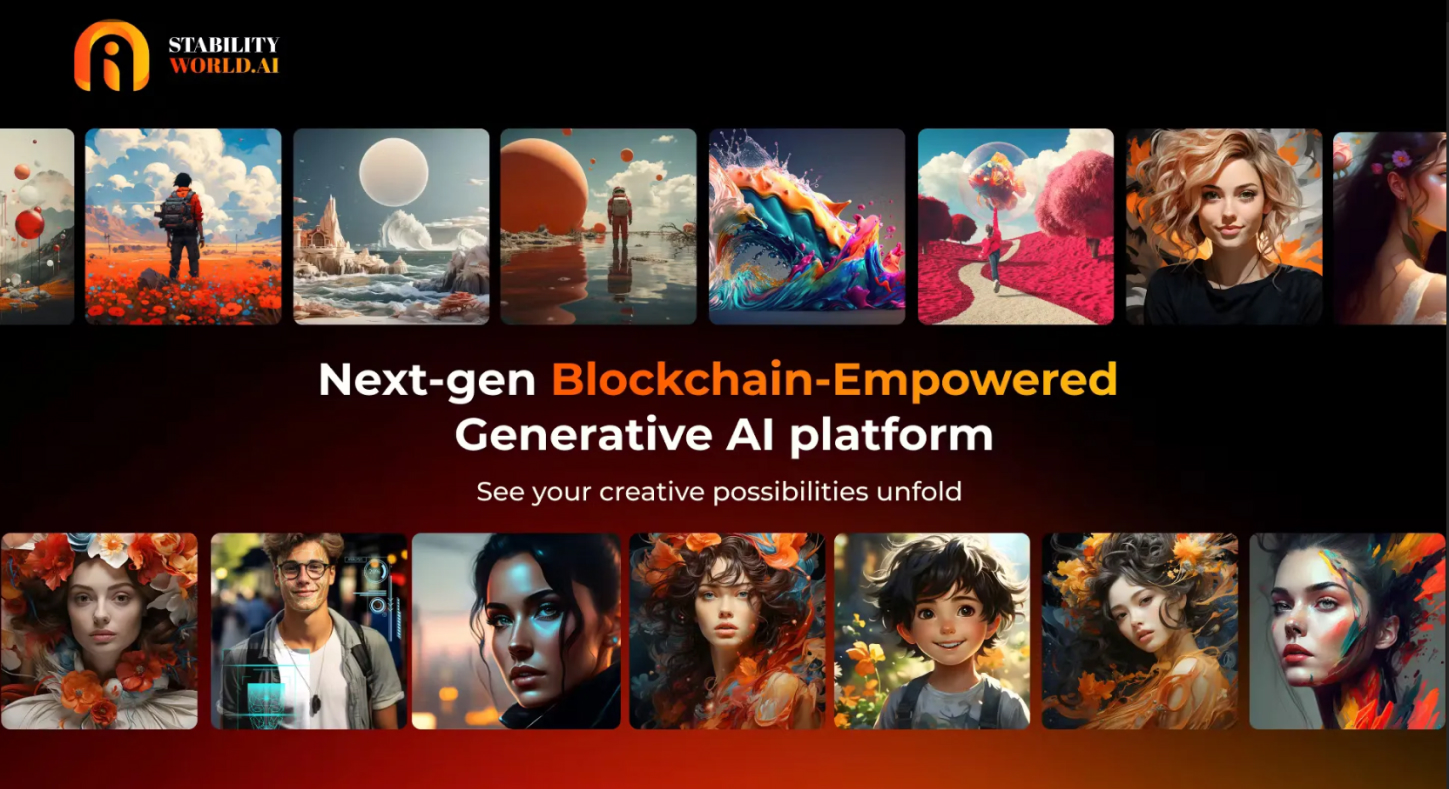 STABILITY
WORLD.AI
Next-gen Blockchain-Empowered
Generative AI platform
See your creative possibilities unfold